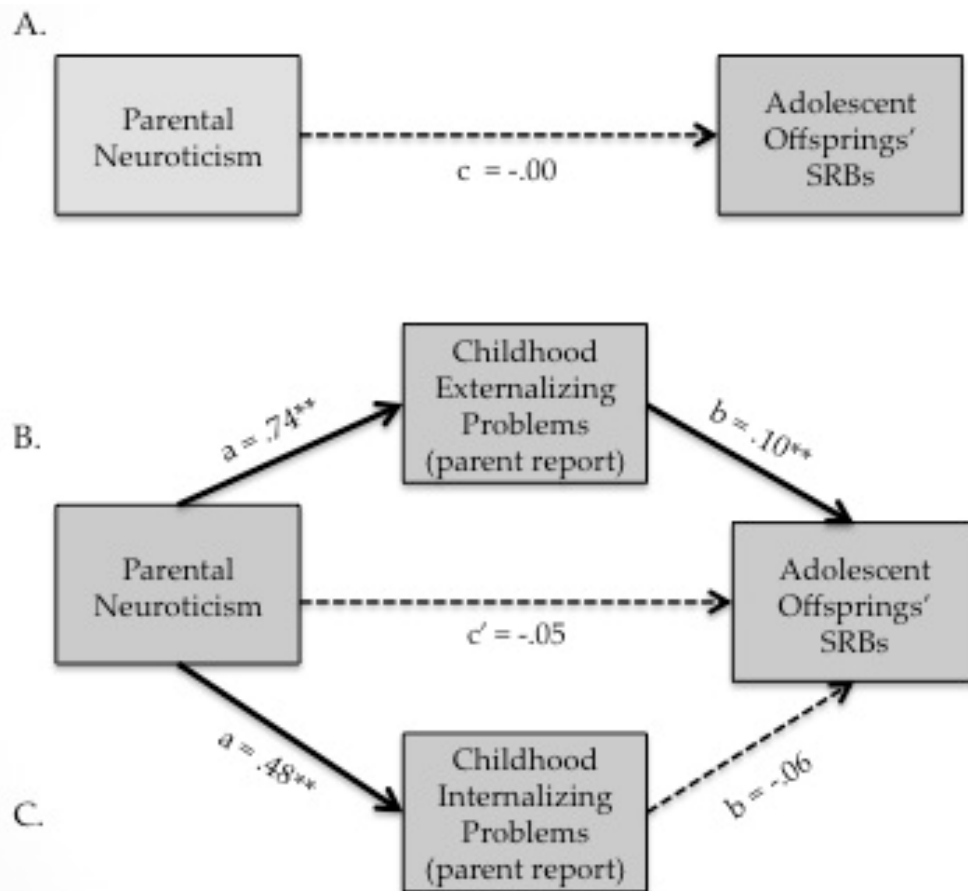 A.
Parental
Neuroticism
c = -.00
Adolescent
Offsprings'
SRBs
B.
Childhood
Externalizing
Problems
(parent report)
a = .74**
b = .10**
Parental
Neuroticism
c' = -.05
Adolescent
Offsprings'
SRBs
a = .48**
b = -.06
C.
Childhood
Internalizing
Problems
(parent report)